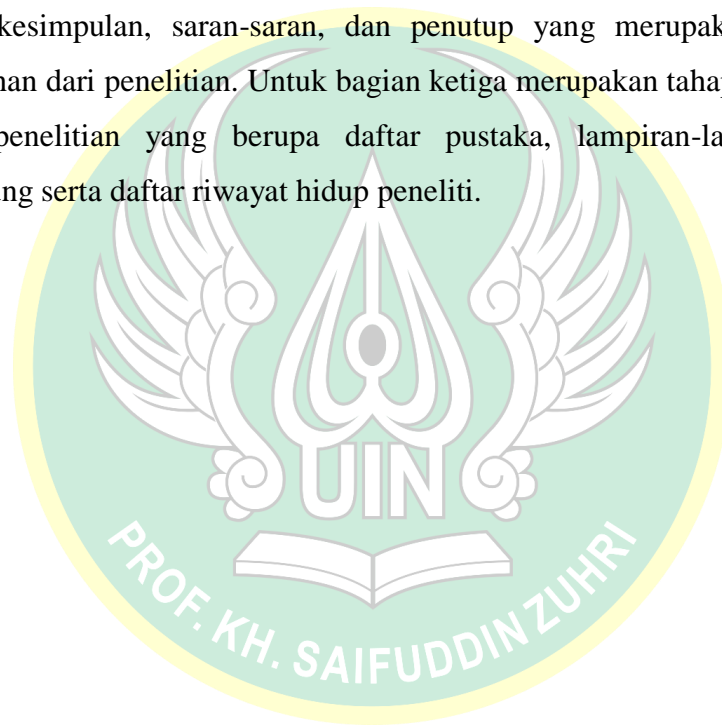 kesimpulan, saran-saran, dan penutup yang merupak
nan dari penelitian. Untuk bagian ketiga merupakan tahap
penelitian yang berupa daftar pustaka, lampiran-la
ng serta daftar riwayat hidup peneliti.
UIN
PROF. KH. SAIFUDDIN ZUHRI